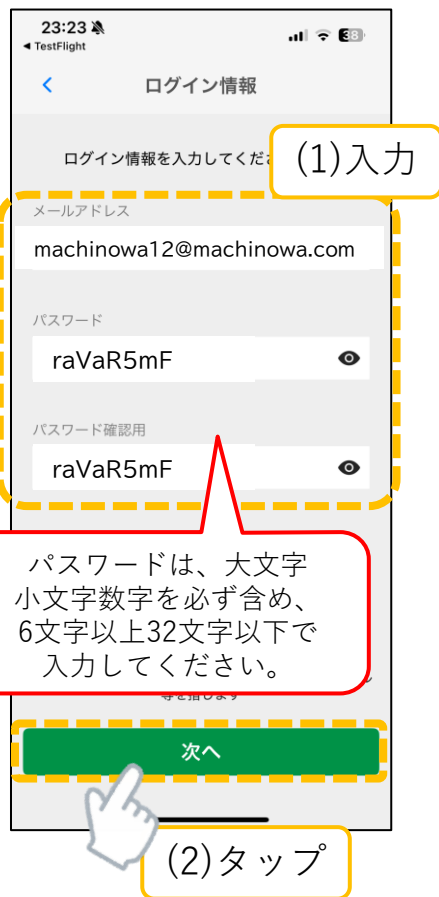 23:23
38
◀ TestFlight
ログイン情報
ログイン情報を入力してくだ
(1)入力
メールアドレス
machinowa12@machinowa.com
パスワード
raVaR5mF
パスワード確認用
raVaR5mF
パスワードは、大文字
小文字数字を必ず含め、
6文字以上32文字以下で
入力してください。
等を指します
次へ
(2)タップ